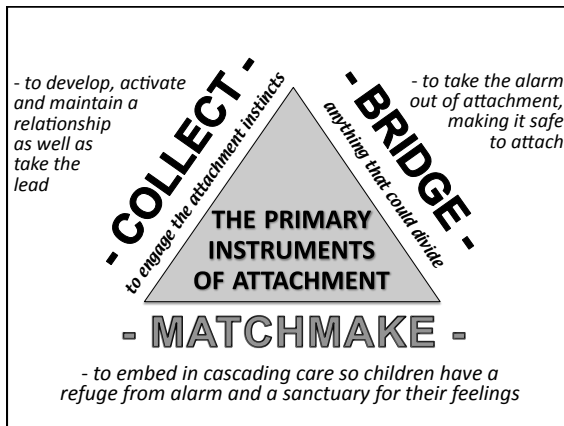 - to develop, activate
and maintain a
relationship
as well as
take the
lead
- COLLECT -
to engage the attachment instincts
- BRIDGE -
anything that could divide
- to take the alarm
out of attachment,
making it safe
to attach
THE PRIMARY
INSTRUMENTS
OF ATTACHMENT
- MATCHMAKE -
- to embed in cascading care so children have a
refuge from alarm and a sanctuary for their feelings